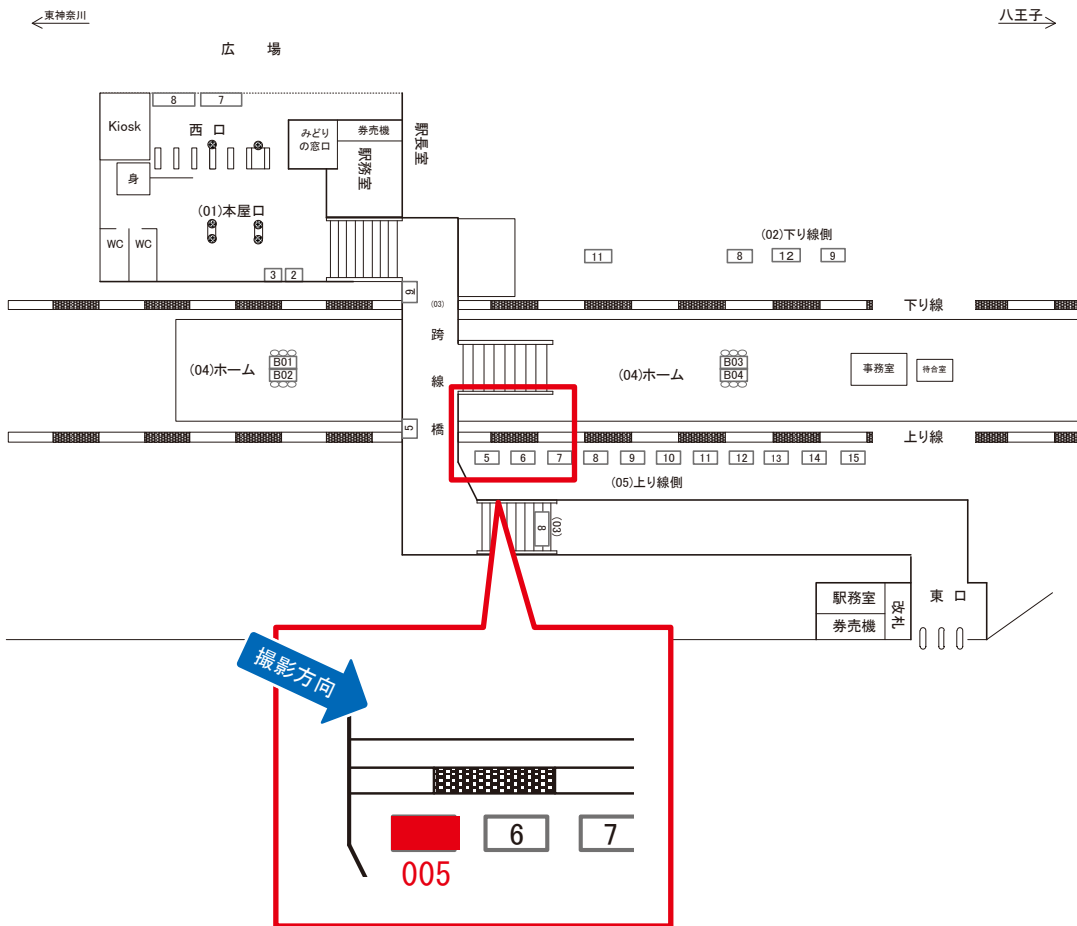 東神奈川
八王子
広 場
8
7
Kiosk
西 口
みどり
の窓口
券売機
駅長室
駅務室
身
(01)本屋口
WC
WC
3
2
(02)下り線側
11
8
12
9
9
(03)
下り線
跨線橋
(04)ホーム
B01
B02
(04)ホーム
B03
B04
事務室
待合室
5
上り線
5
6
7
8
9
10
11
12
13
14
15
(05)上り線側
8
(03)
駅務室
券売機
改札
東 口
撮影方向
6
7
005